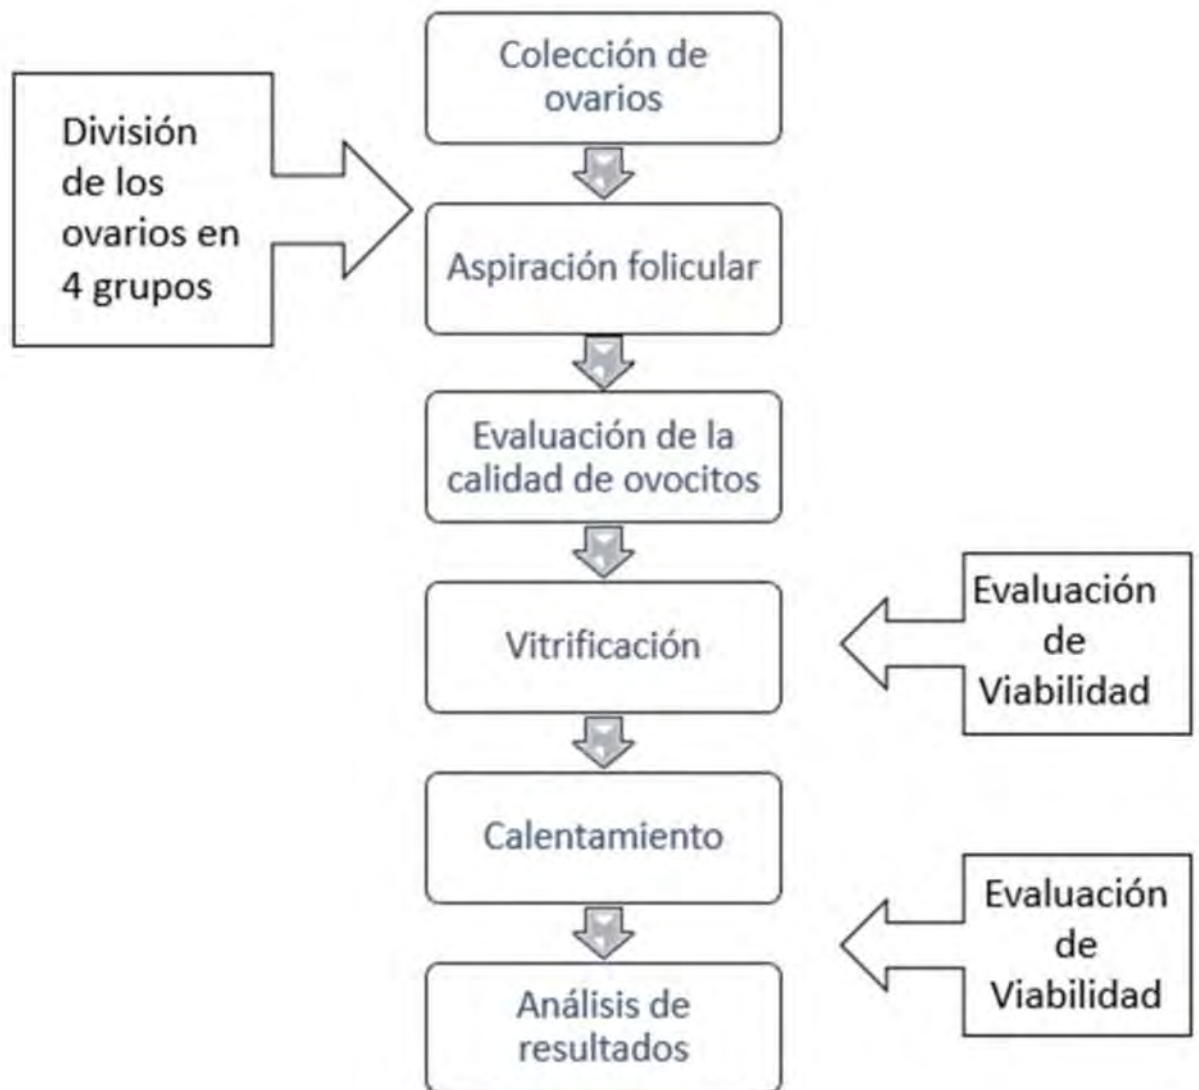 Colección de
ovarios
División
de los
ovarios en
4 grupos
Aspiración folicular
Evaluación de la
calidad de ovocitos
Vitrificación
Evaluación
de
Viabilidad
Calentamiento
Evaluación
de
Viabilidad
Análisis de
resultados